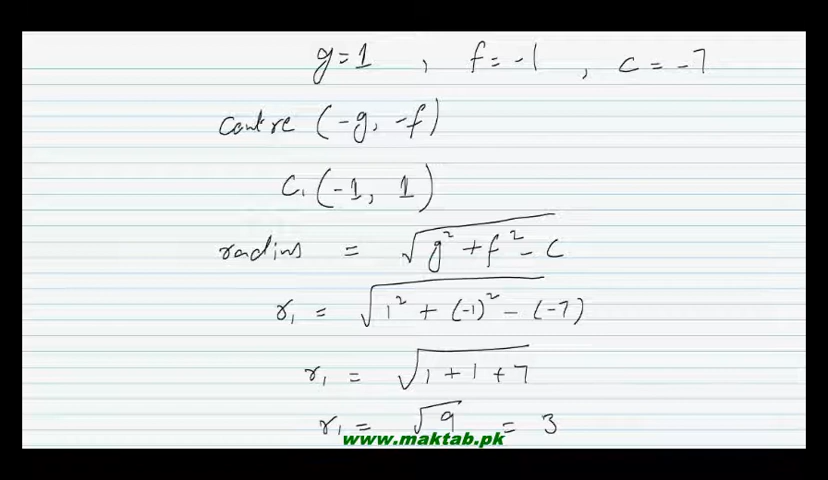 g = 1 , f = -1 , c = -7
centre (-g, -f)
C₁ (-1, 1)
radius = √(g² + f² - c)
r₁ = √(1² + (-1)² - (-7))
r₁ = √(1 + 1 + 7)
r₁ = √9 = 3
www.maktab.pk